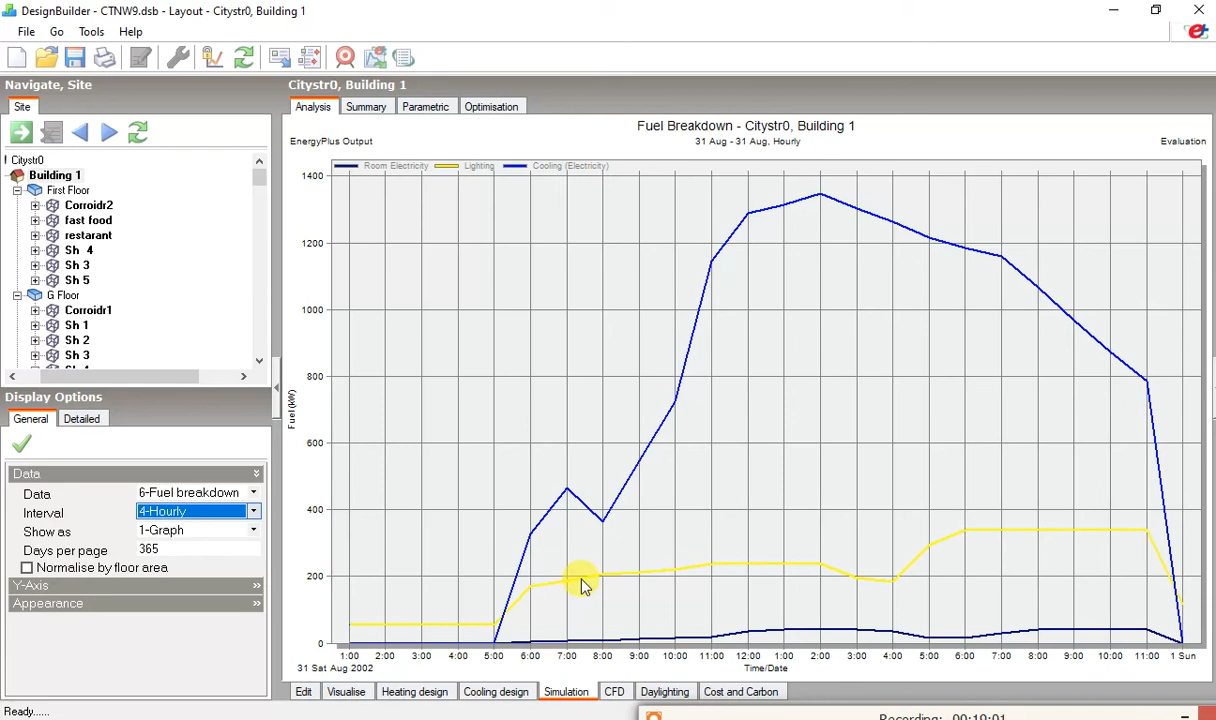 DesignBuilder - CTNW9.dsb - Layout - Citystr0, Building 1
File Go Tools Help
Navigate, Site
Site
Citystr0
Building 1
First Floor
Corroidr2
fast food
restarant
Sh 4
Sh 3
Sh 5
G Floor
Corroidr1
Sh 1
Sh 2
Sh 3
Display Options
General Detailed
Data
Data 6-Fuel breakdown
Interval 4-Hourly
Show as 1-Graph
Days per page 365
Normalise by floor area
Y-Axis
Appearance
Citystr0, Building 1
Analysis Summary Parametric Optimisation
Fuel Breakdown - Citystr0, Building 1
EnergyPlus Output 31 Aug - 31 Aug, Hourly Evaluation
Room Electricity Lighting Cooling (Electricity)
1400
1200
1000
800
600
400
200
0
Fuel (kW)
1:00 2:00 3:00 4:00 5:00 6:00 7:00 8:00 9:00 10:00 11:00 12:00 1:00 2:00 3:00 4:00 5:00 6:00 7:00 8:00 9:00 10:00 11:00 1 Sun
31 Sat Aug 2002 Time/Date
Edit Visualise Heating design Cooling design Simulation CFD Daylighting Cost and Carbon
Ready.....
Recording: 00:19:01